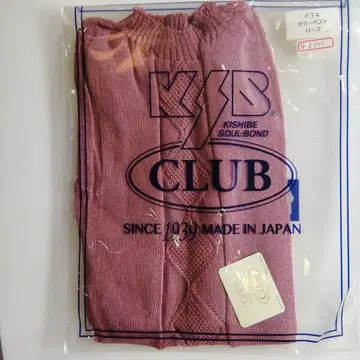 FT4
カラーベスト
ローズ
KSB
KISHIBE
SOUL-BOND
CLUB
SINCE 1939 MADE IN JAPAN